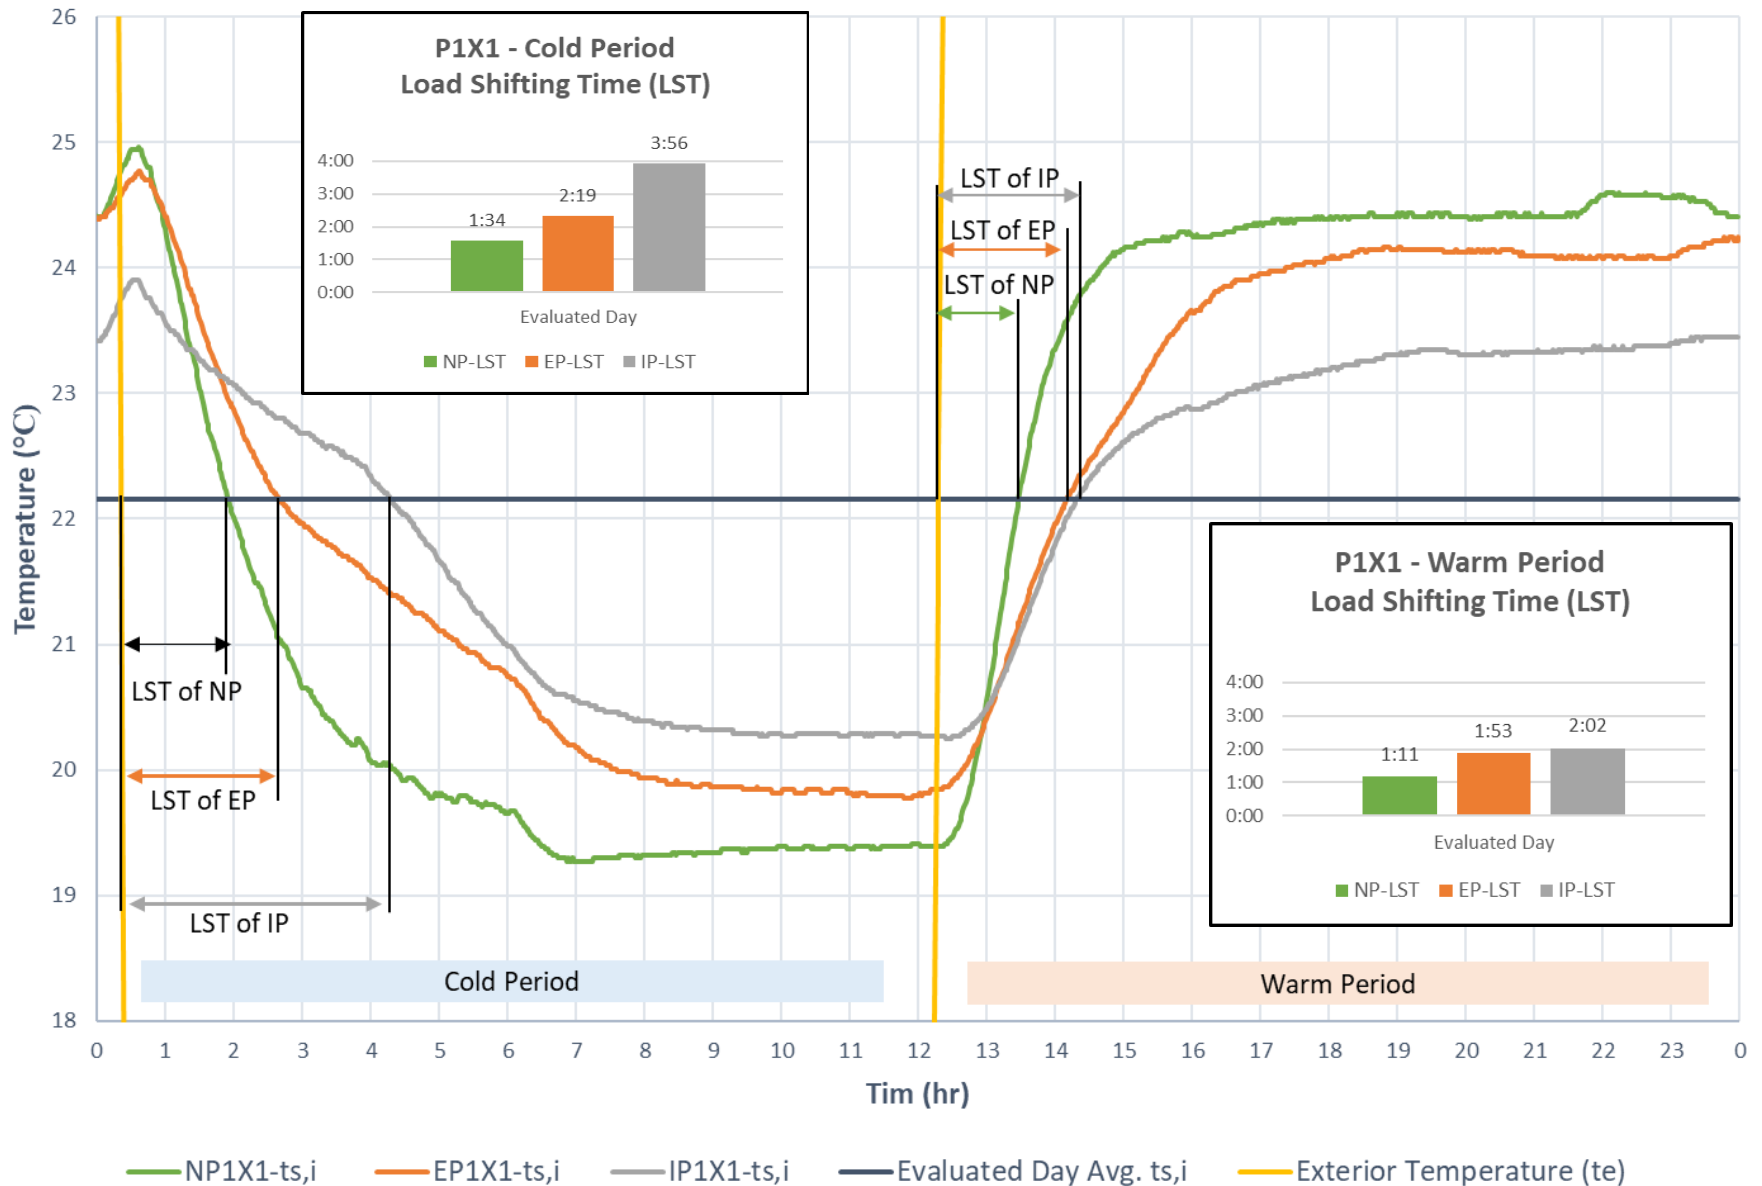 26
25
24
23
22
21
20
19
18
Temperature (°C)
P1X1 - Cold Period
Load Shifting Time (LST)
4:00
3:00
2:00
1:00
0:00
1:34
2:19
3:56
Evaluated Day
NP-LST EP-LST IP-LST
LST of IP
LST of EP
LST of NP
LST of NP
LST of EP
LST of IP
P1X1 - Warm Period
Load Shifting Time (LST)
4:00
3:00
2:00
1:00
0:00
1:11
1:53
2:02
Evaluated Day
NP-LST EP-LST IP-LST
Cold Period
Warm Period
0 1 2 3 4 5 6 7 8 9 10 11 12 13 14 15 16 17 18 19 20 21 22 23 0
Tim (hr)
NP1X1-ts,i EP1X1-ts,i IP1X1-ts,i Evaluated Day Avg. ts,i Exterior Temperature (te)